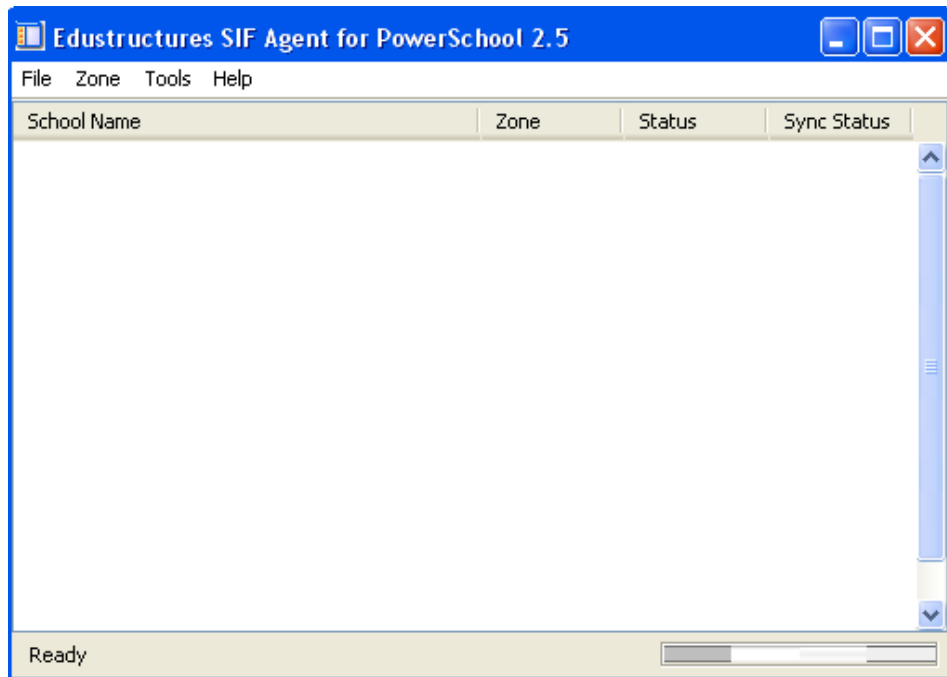 Edustructures SIF Agent for PowerSchool 2.5
File Zone Tools Help
School Name Zone Status Sync Status
Ready